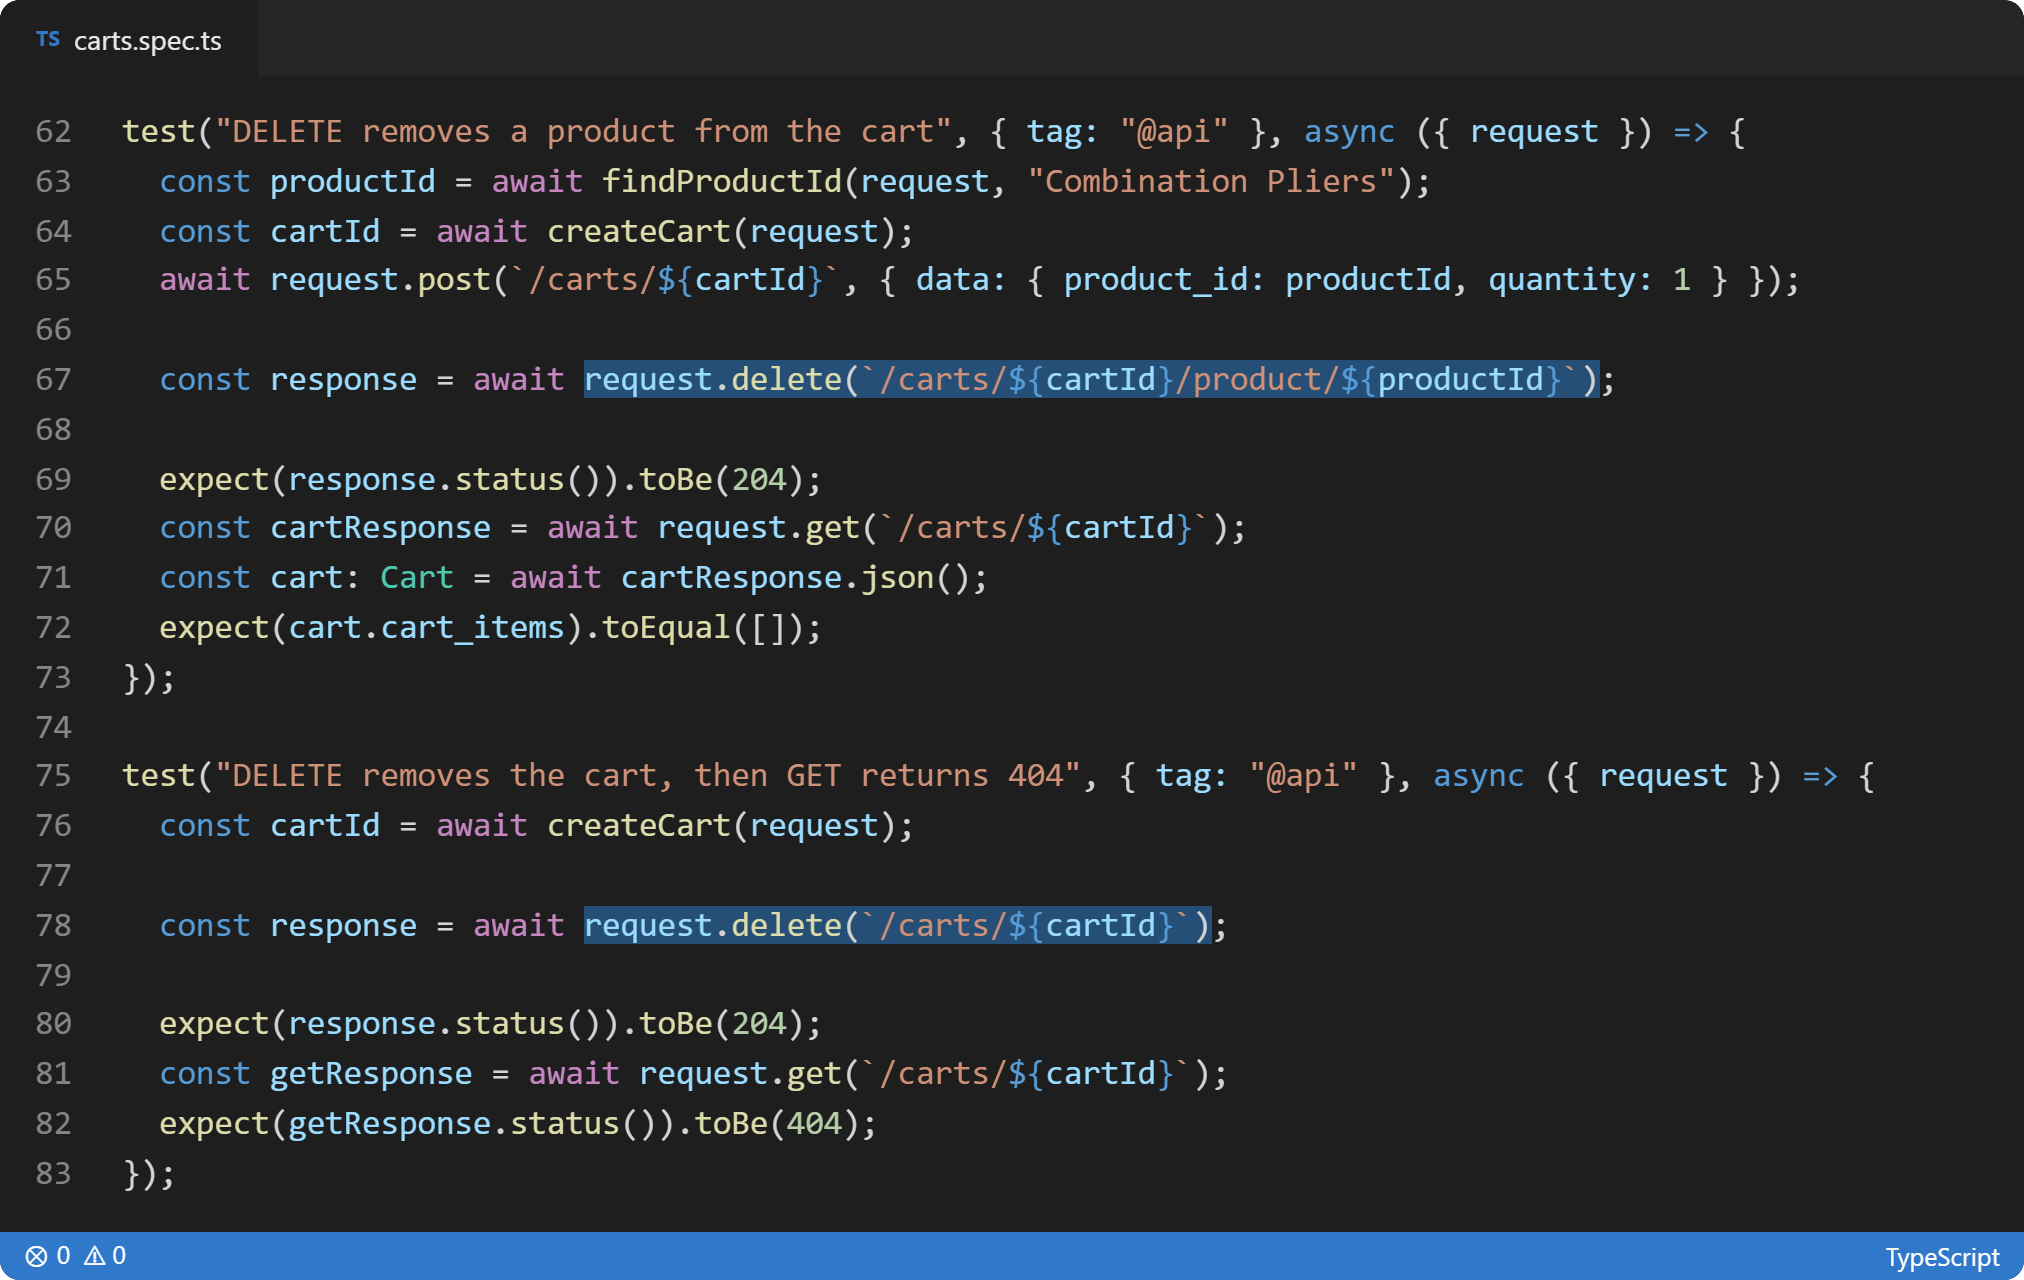 TS carts.spec.ts
62 test("DELETE removes a product from the cart", { tag: "@api" }, async ({ request }) => {
63   const productId = await findProductId(request, "Combination Pliers");
64   const cartId = await createCart(request);
65   await request.post(`/carts/${cartId}`, { data: { product_id: productId, quantity: 1 } });
66
67   const response = await request.delete(`/carts/${cartId}/product/${productId}`);
68
69   expect(response.status()).toBe(204);
70   const cartResponse = await request.get(`/carts/${cartId}`);
71   const cart: Cart = await cartResponse.json();
72   expect(cart.cart_items).toEqual([]);
73 });
74
75 test("DELETE removes the cart, then GET returns 404", { tag: "@api" }, async ({ request }) => {
76   const cartId = await createCart(request);
77
78   const response = await request.delete(`/carts/${cartId}`);
79
80   expect(response.status()).toBe(204);
81   const getResponse = await request.get(`/carts/${cartId}`);
82   expect(getResponse.status()).toBe(404);
83 });
0 0 TypeScript